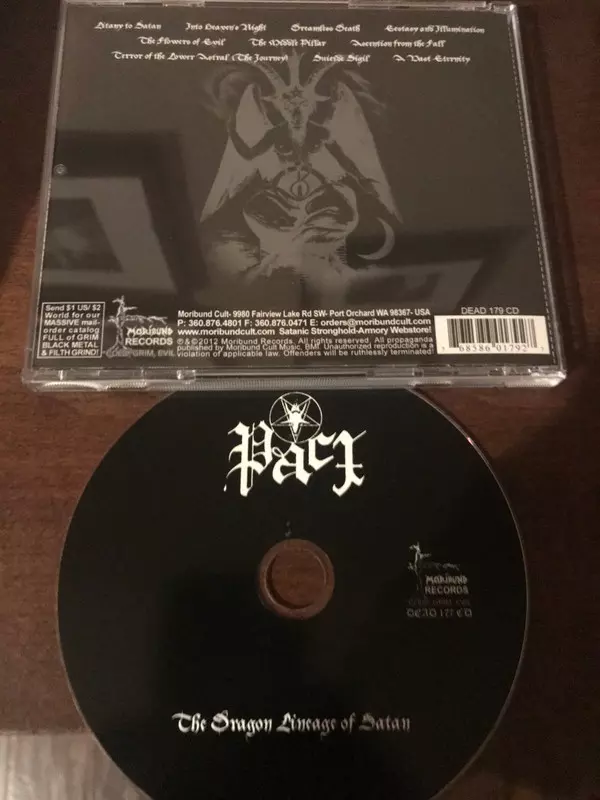 Litany to Satan Into Heaven's Night Dreamless Death Ecstasy and Illumination
The Flowers of Evil The Middle Pillar Ascention from the Fall
Terror of the Lower Astral (The Journey) Suicide Sigil A Vast Eternity
Send $1 US/ $2
World for our
MASSIVE mail-
order catalog
FULL of GRIM
BLACK METAL
& FILTH GRIND!
MORIBUND
RECORDS
GRIM, EVIL
Moribund Cult- 9980 Fairview Lake Rd SW- Port Orchard WA 98367- USA
P: 360.876.4801 F: 360.876.0471 E: orders@moribundcult.com
www.moribundcult.com Satanic Stronghold-Armory Webstore!
℗ & © 2012 Moribund Records. All rights reserved. All propaganda
published by Moribund Cult Music, BMI. Unauthorized reproduction is a
violation of applicable law. Offenders will be ruthlessly terminated!
DEAD 179 CD
68586 01792
Pact
MORIBUND
RECORDS
DEAD 179 CD
The Dragon Lineage of Satan